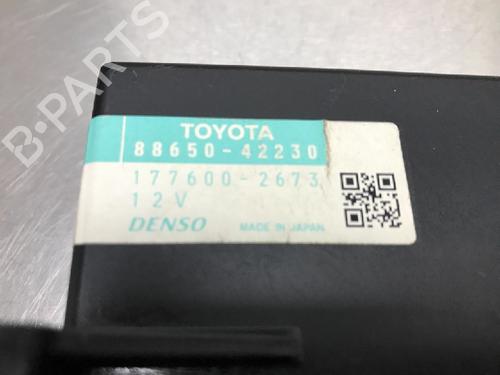 B-PARTS
TOYOTA
88650-42230
177600-2673
12V
DENSO MADE IN JAPAN